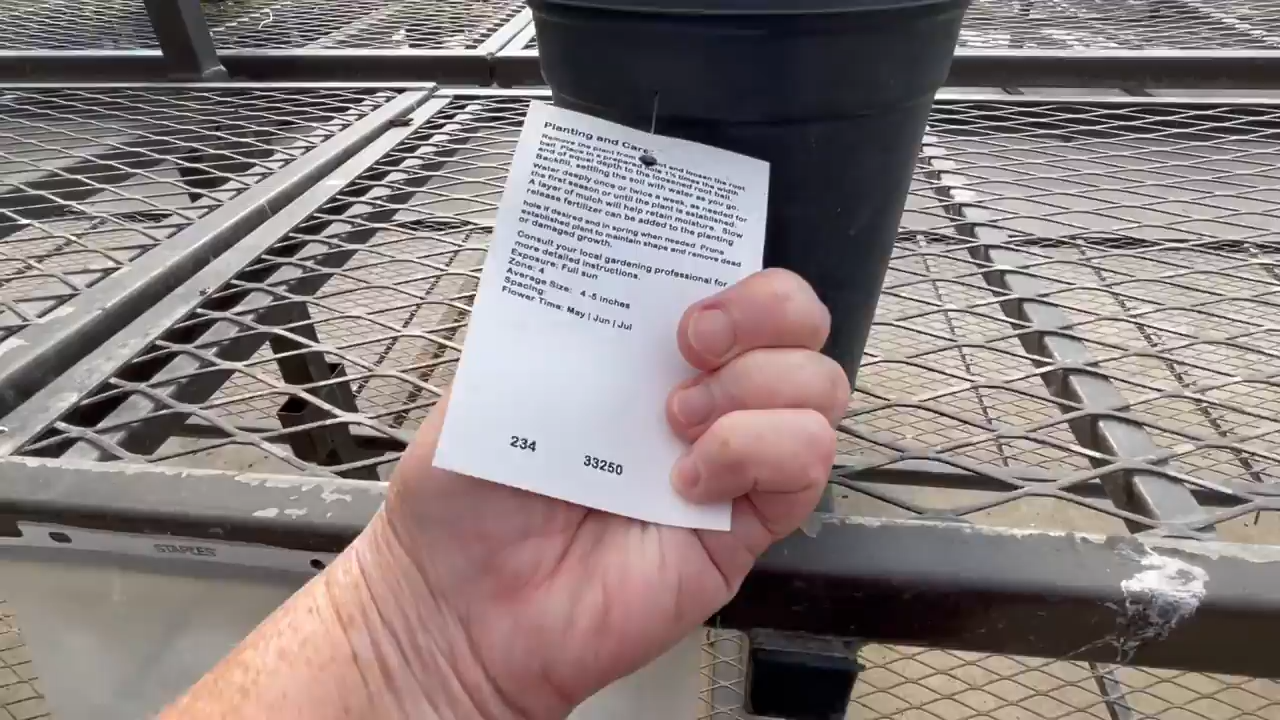 Planting and Care:
Remove the plant from and loosen the root
ball. Place in a prepared hole 1½ times the width
and of equal depth to the loosened root ball.
Backfill, settling the soil with water as you go.
Water deeply once or twice a week, as needed for
the first season or until the plant is established.
A layer of mulch will help retain moisture. Slow
release fertilizer can be added to the planting
hole if desired and in spring when needed. Prune
established plant to maintain shape and remove dead
or damaged growth.
Consult your local gardening professional for
more detailed instructions.
Exposure: Full sun
Zone: 4
Average Size: 4 -5 inches
Spacing:
Flower Time: May | Jun | Jul
234 33250
STAPLES